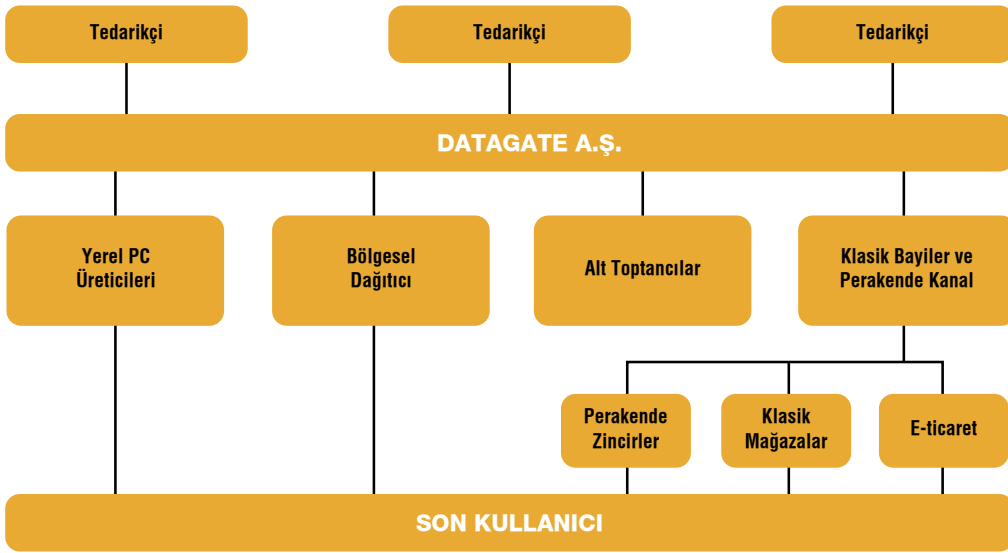 Tedarikçi
Tedarikçi
Tedarikçi
DATAGATE A.Ş.
Yerel PC
Üreticileri
Bölgesel
Dağıtıcı
Alt Toptancılar
Klasik Bayiler ve
Perakende Kanal
Perakende
Zincirler
Klasik
Mağazalar
E-ticaret
SON KULLANICI